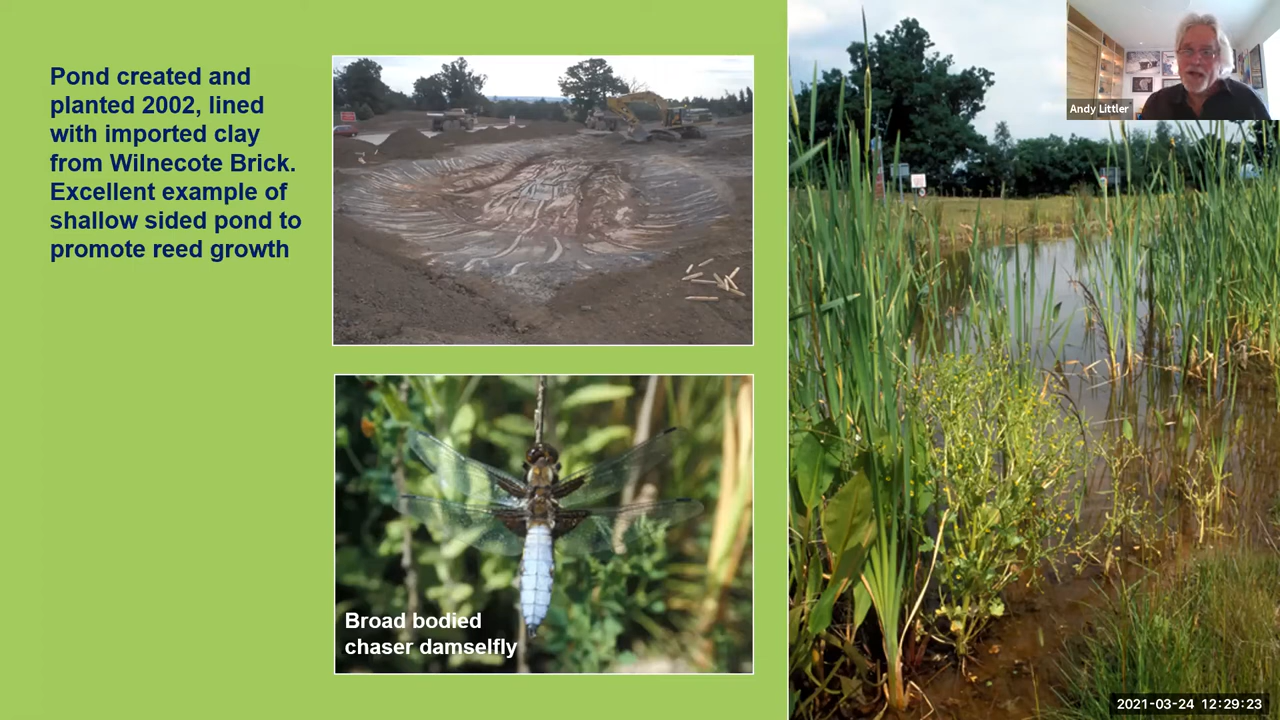 Pond created and
planted 2002, lined
with imported clay
from Wilnecote Brick.
Excellent example of
shallow sided pond to
promote reed growth
Broad bodied
chaser damselfly
Andy Littler
2021-03-24 12:29:23